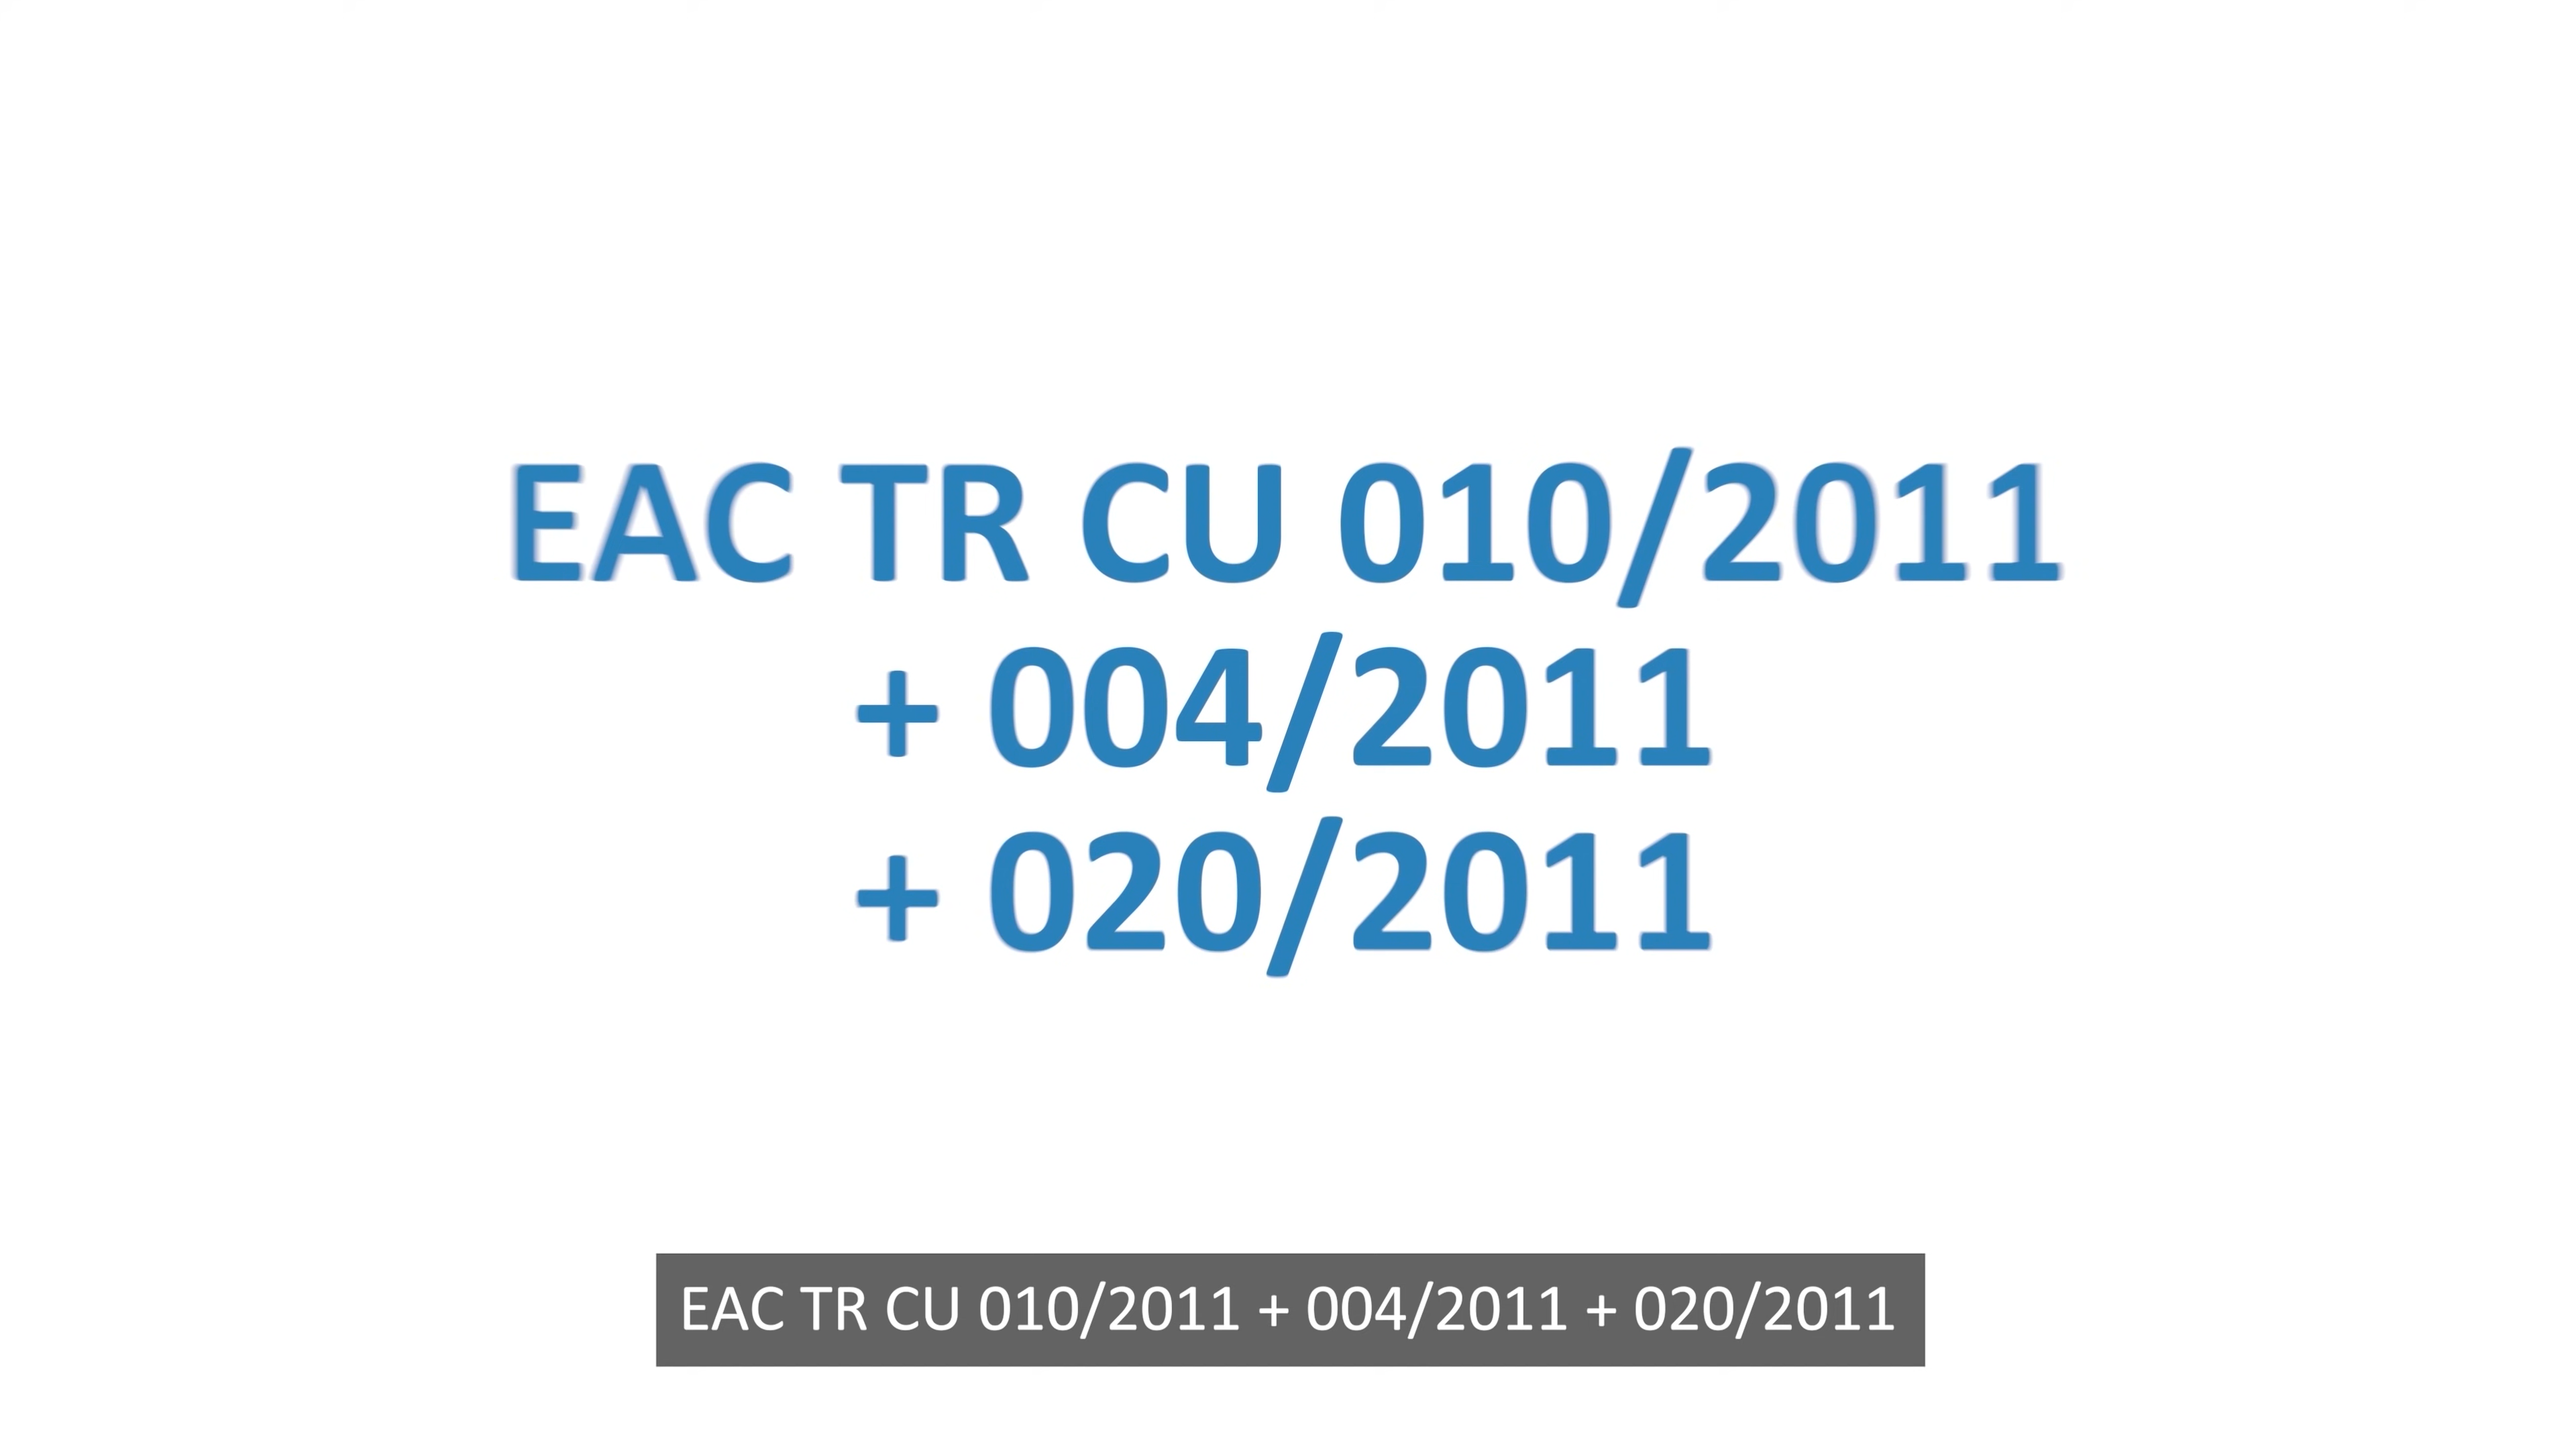 EAC TR CU 010/2011
+ 004/2011
+ 020/2011
EAC TR CU 010/2011 + 004/2011 + 020/2011